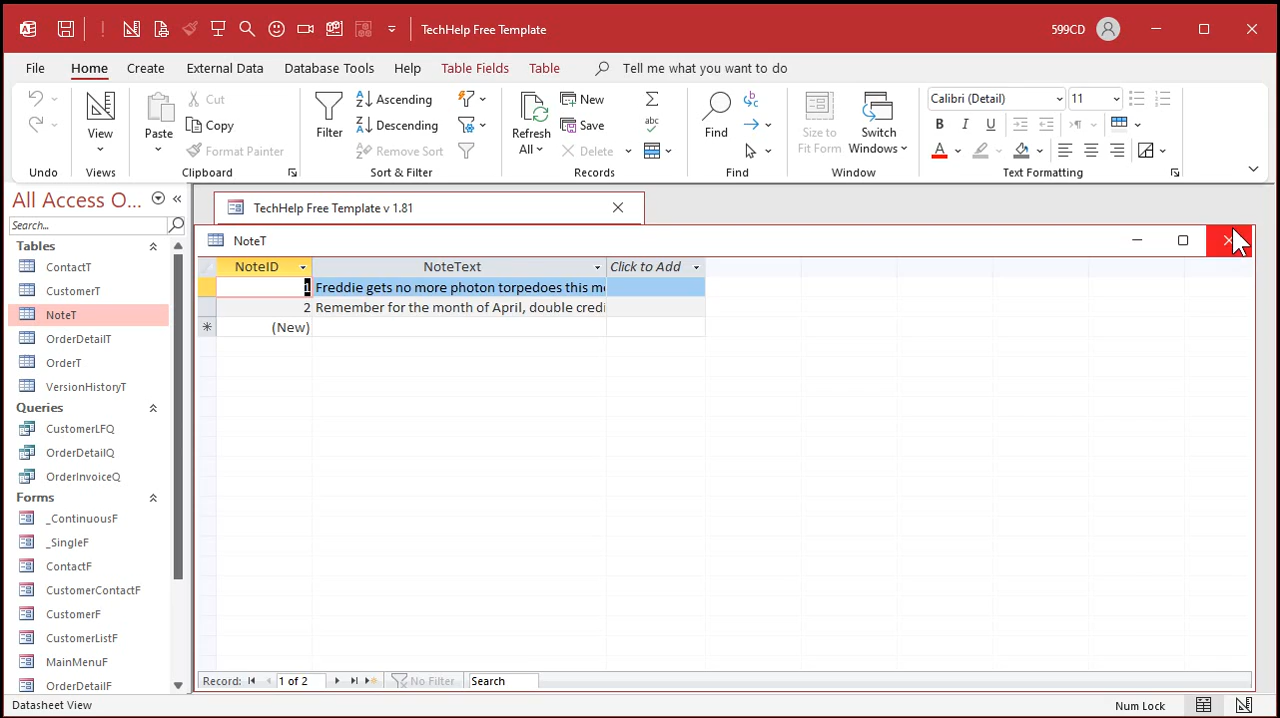 TechHelp Free Template
599CD
File
Home
Create
External Data
Database Tools
Help
Table Fields
Table
Tell me what you want to do
View
Paste
Cut
Copy
Format Painter
Filter
Ascending
Descending
Remove Sort
Refresh
All
New
Save
Delete
Find
Size to
Fit Form
Switch
Windows
Calibri (Detail)
11
Undo
Views
Clipboard
Sort & Filter
Records
Find
Window
Text Formatting
All Access O...
Search...
Tables
ContactT
CustomerT
NoteT
OrderDetailT
OrderT
VersionHistoryT
Queries
CustomerLFQ
OrderDetailQ
OrderInvoiceQ
Forms
_ContinuousF
_SingleF
ContactF
CustomerContactF
CustomerF
CustomerListF
MainMenuF
OrderDetailF
TechHelp Free Template v 1.81
NoteT
NoteID NoteText Click to Add
1 Freddie gets no more photon torpedoes this m
2 Remember for the month of April, double credi
(New)
Record: 1 of 2 No Filter Search
Datasheet View
Num Lock